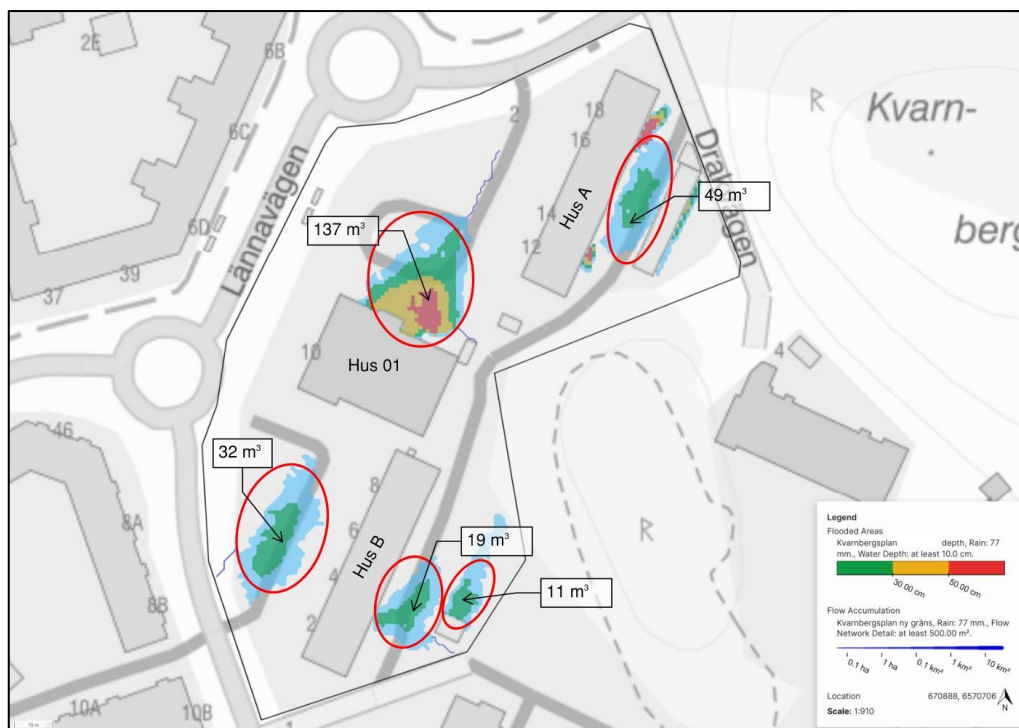 2E
6B
6C
6D
39
37
Lännavägen
2
18
16
14
12
Hus A
Drakvägen
49 m³
Kvarn-
berg
R
137 m³
10
Hus 01
4
46
32 m³
8
6
4
2
Hus B
19 m³
11 m³
R
8A
8B
10A
10B
1
10 m
Legend
Flooded Areas
Kvarnbergsplan depth, Rain: 77
mm., Water Depth: at least 10.0 cm.
30.00 cm
50.00 cm
Flow Accumulation
Kvarnbergsplan ny gräns, Rain: 77 mm., Flow
Network Detail: at least 500.00 m².
0.1 ha
1 ha
0.1 km²
1 km²
10 km²
Location 670888, 6570706
N
Scale: 1:910